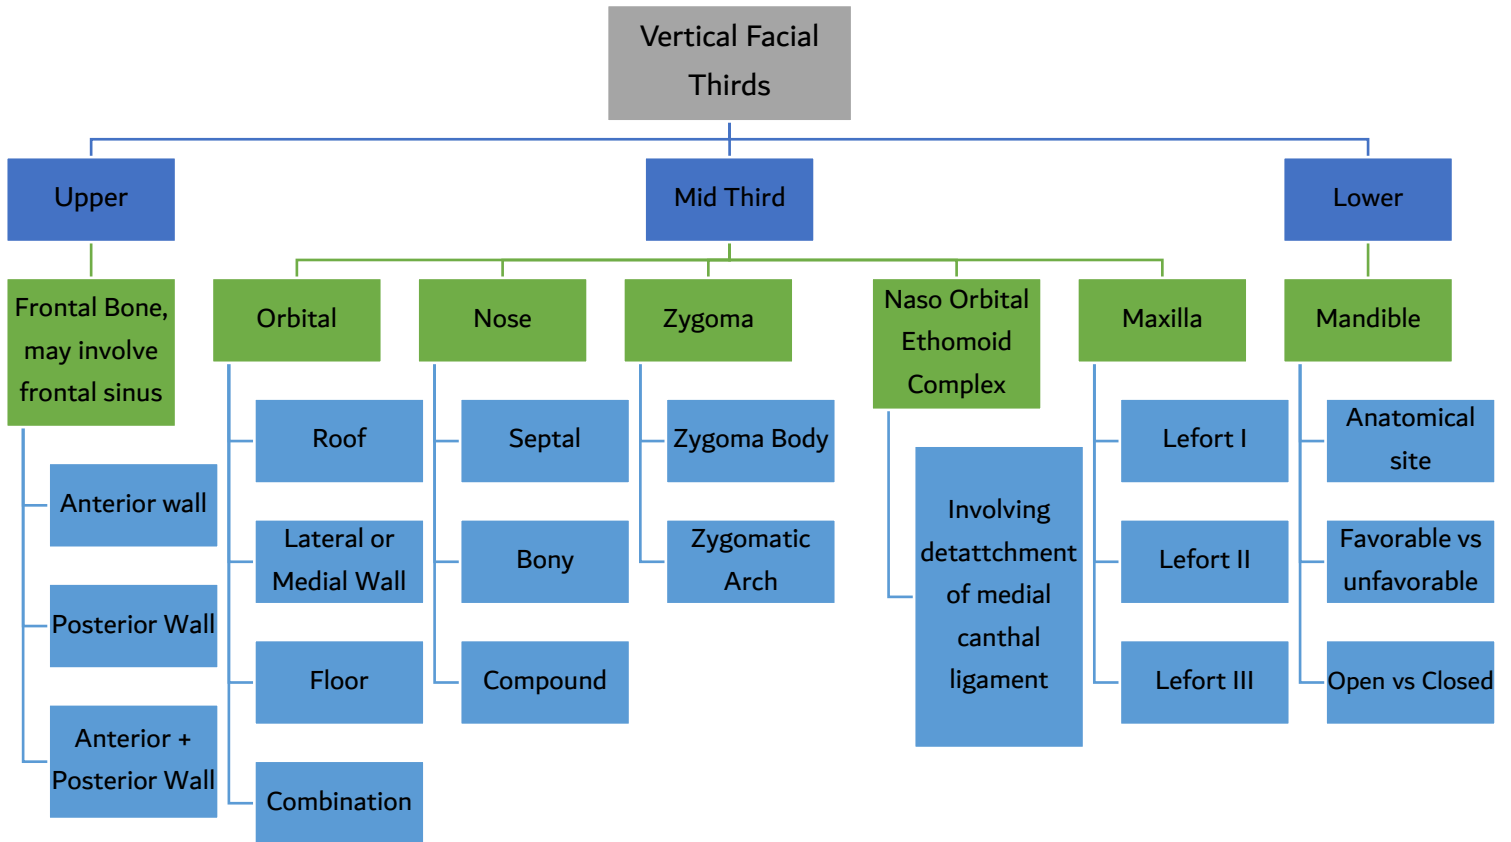 Vertical Facial
Thirds
Upper
Mid Third
Lower
Frontal Bone,
may involve
frontal sinus
Orbital
Nose
Zygoma
Naso Orbital
Ethomoid
Complex
Maxilla
Mandible
Anterior wall
Posterior Wall
Anterior +
Posterior Wall
Roof
Lateral or
Medial Wall
Floor
Combination
Septal
Bony
Compound
Zygoma Body
Zygomatic
Arch
Involving
detattchment
of medial
canthal
ligament
Lefort I
Lefort II
Lefort III
Anatomical
site
Favorable vs
unfavorable
Open vs Closed